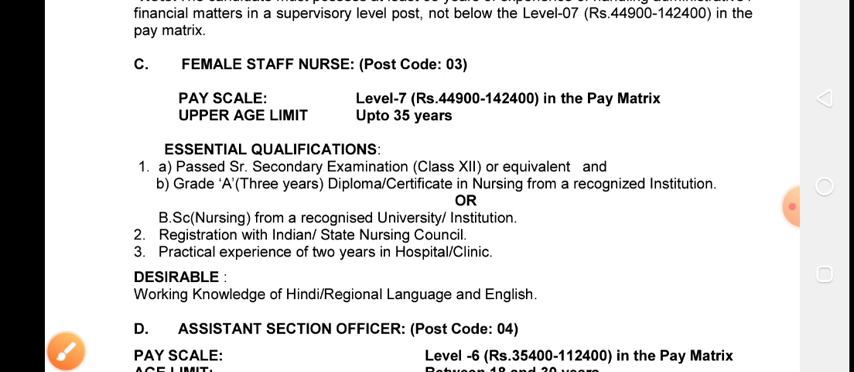 financial matters in a supervisory level post, not below the Level-07 (Rs.44900-142400) in the
pay matrix.
C. FEMALE STAFF NURSE: (Post Code: 03)
PAY SCALE: Level-7 (Rs.44900-142400) in the Pay Matrix
UPPER AGE LIMIT Upto 35 years
ESSENTIAL QUALIFICATIONS:
1. a) Passed Sr. Secondary Examination (Class XII) or equivalent and
b) Grade ‘A’(Three years) Diploma/Certificate in Nursing from a recognized Institution.
OR
B.Sc(Nursing) from a recognised University/ Institution.
2. Registration with Indian/ State Nursing Council.
3. Practical experience of two years in Hospital/Clinic.
DESIRABLE :
Working Knowledge of Hindi/Regional Language and English.
D. ASSISTANT SECTION OFFICER: (Post Code: 04)
PAY SCALE: Level -6 (Rs.35400-112400) in the Pay Matrix